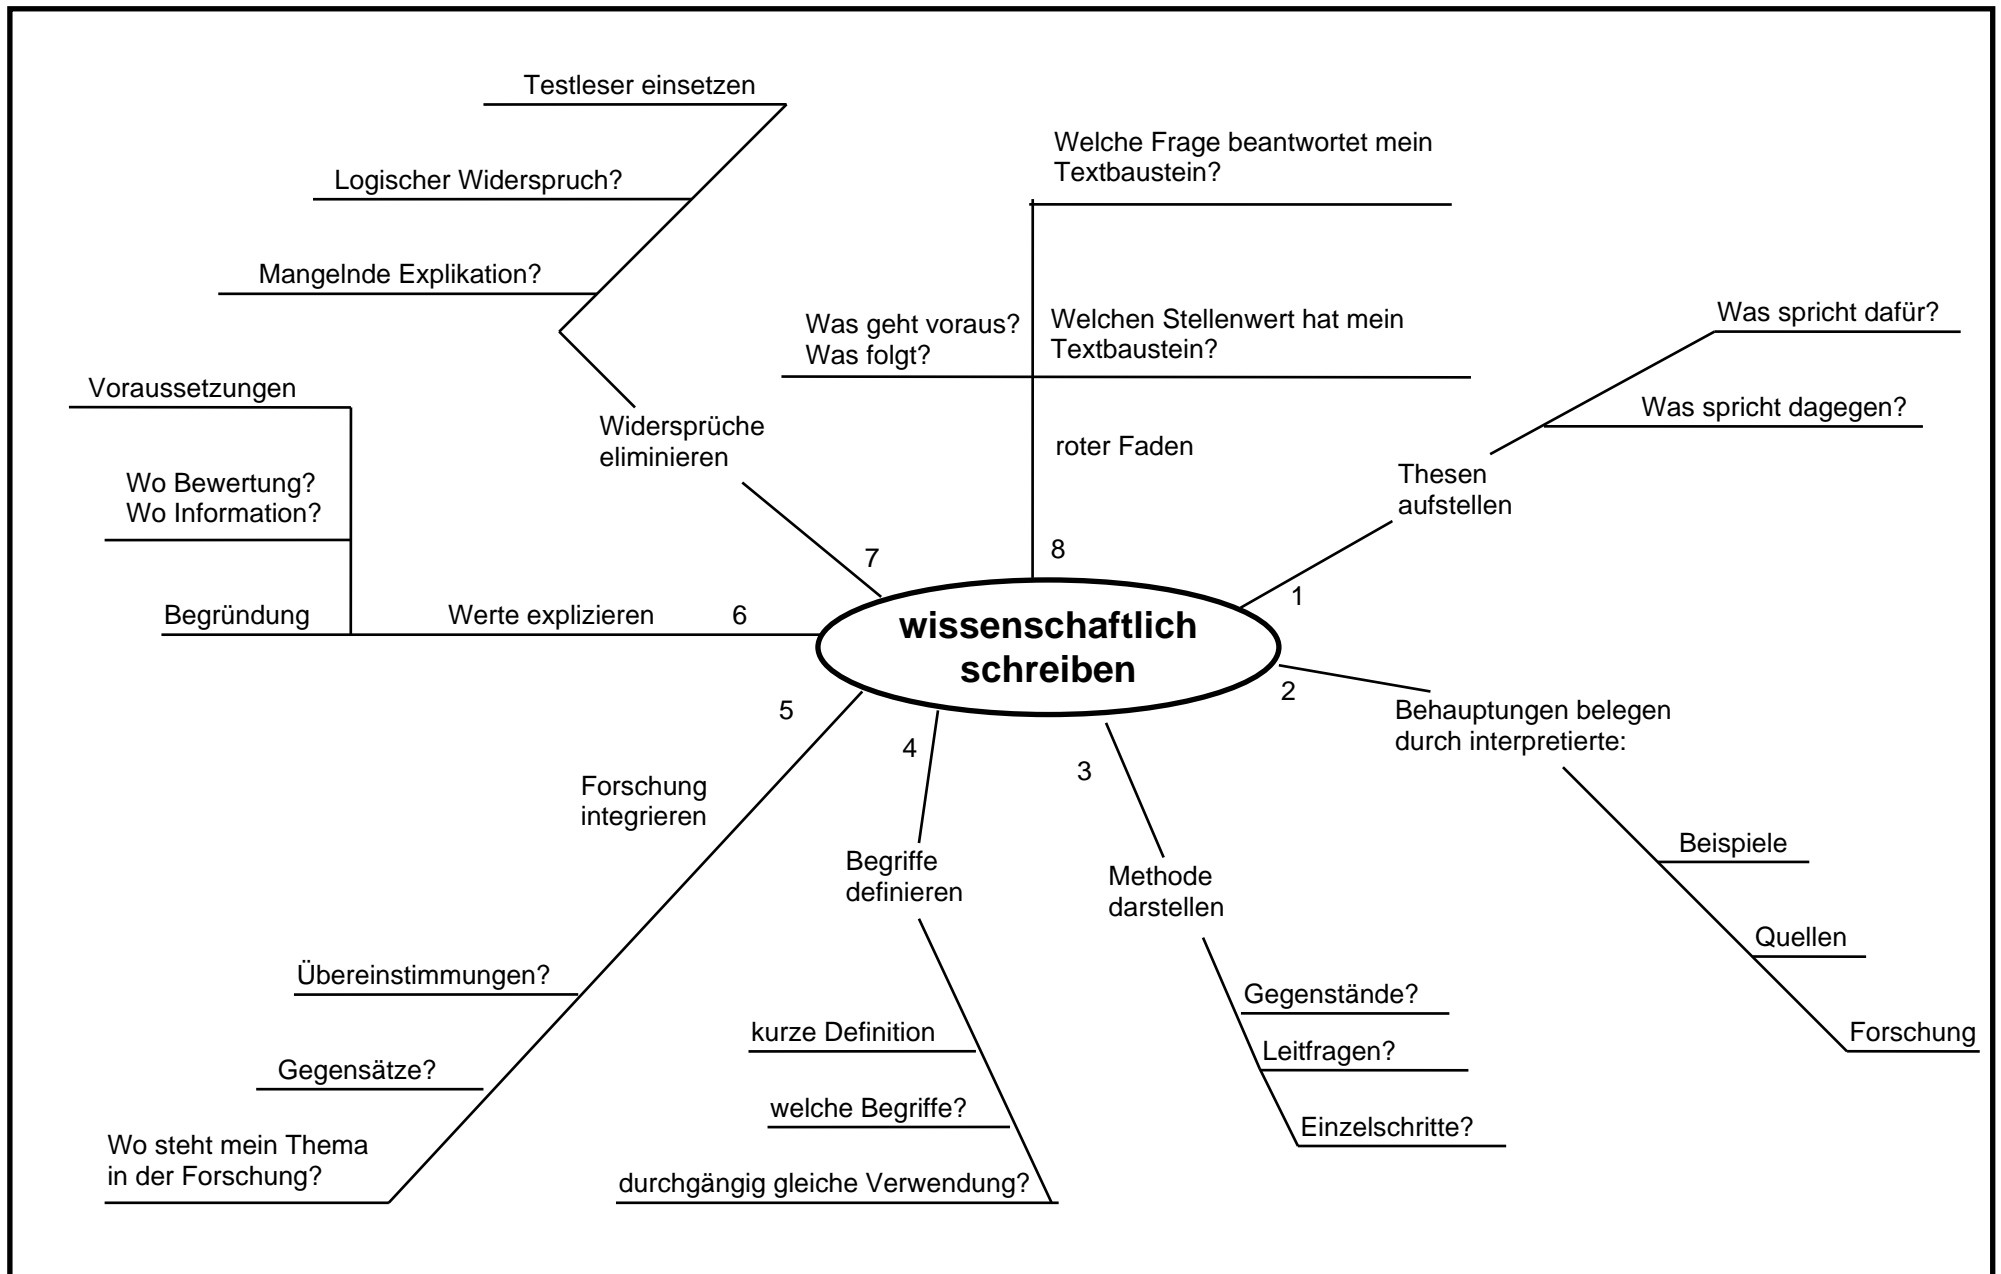 Testleser einsetzen
Logischer Widerspruch?
Mangelnde Explikation?
Widersprüche
eliminieren
7
Welche Frage beantwortet mein
Textbaustein?
Was geht voraus?
Was folgt?
Welchen Stellenwert hat mein
Textbaustein?
roter Faden
8
Was spricht dafür?
Was spricht dagegen?
Thesen
aufstellen
1
Voraussetzungen
Wo Bewertung?
Wo Information?
Begründung
Werte explizieren
6
wissenschaftlich
schreiben
2
Behauptungen belegen
durch interpretierte:
Beispiele
Quellen
Forschung
5
Forschung
integrieren
Übereinstimmungen?
Gegensätze?
Wo steht mein Thema
in der Forschung?
4
Begriffe
definieren
kurze Definition
welche Begriffe?
durchgängig gleiche Verwendung?
3
Methode
darstellen
Gegenstände?
Leitfragen?
Einzelschritte?